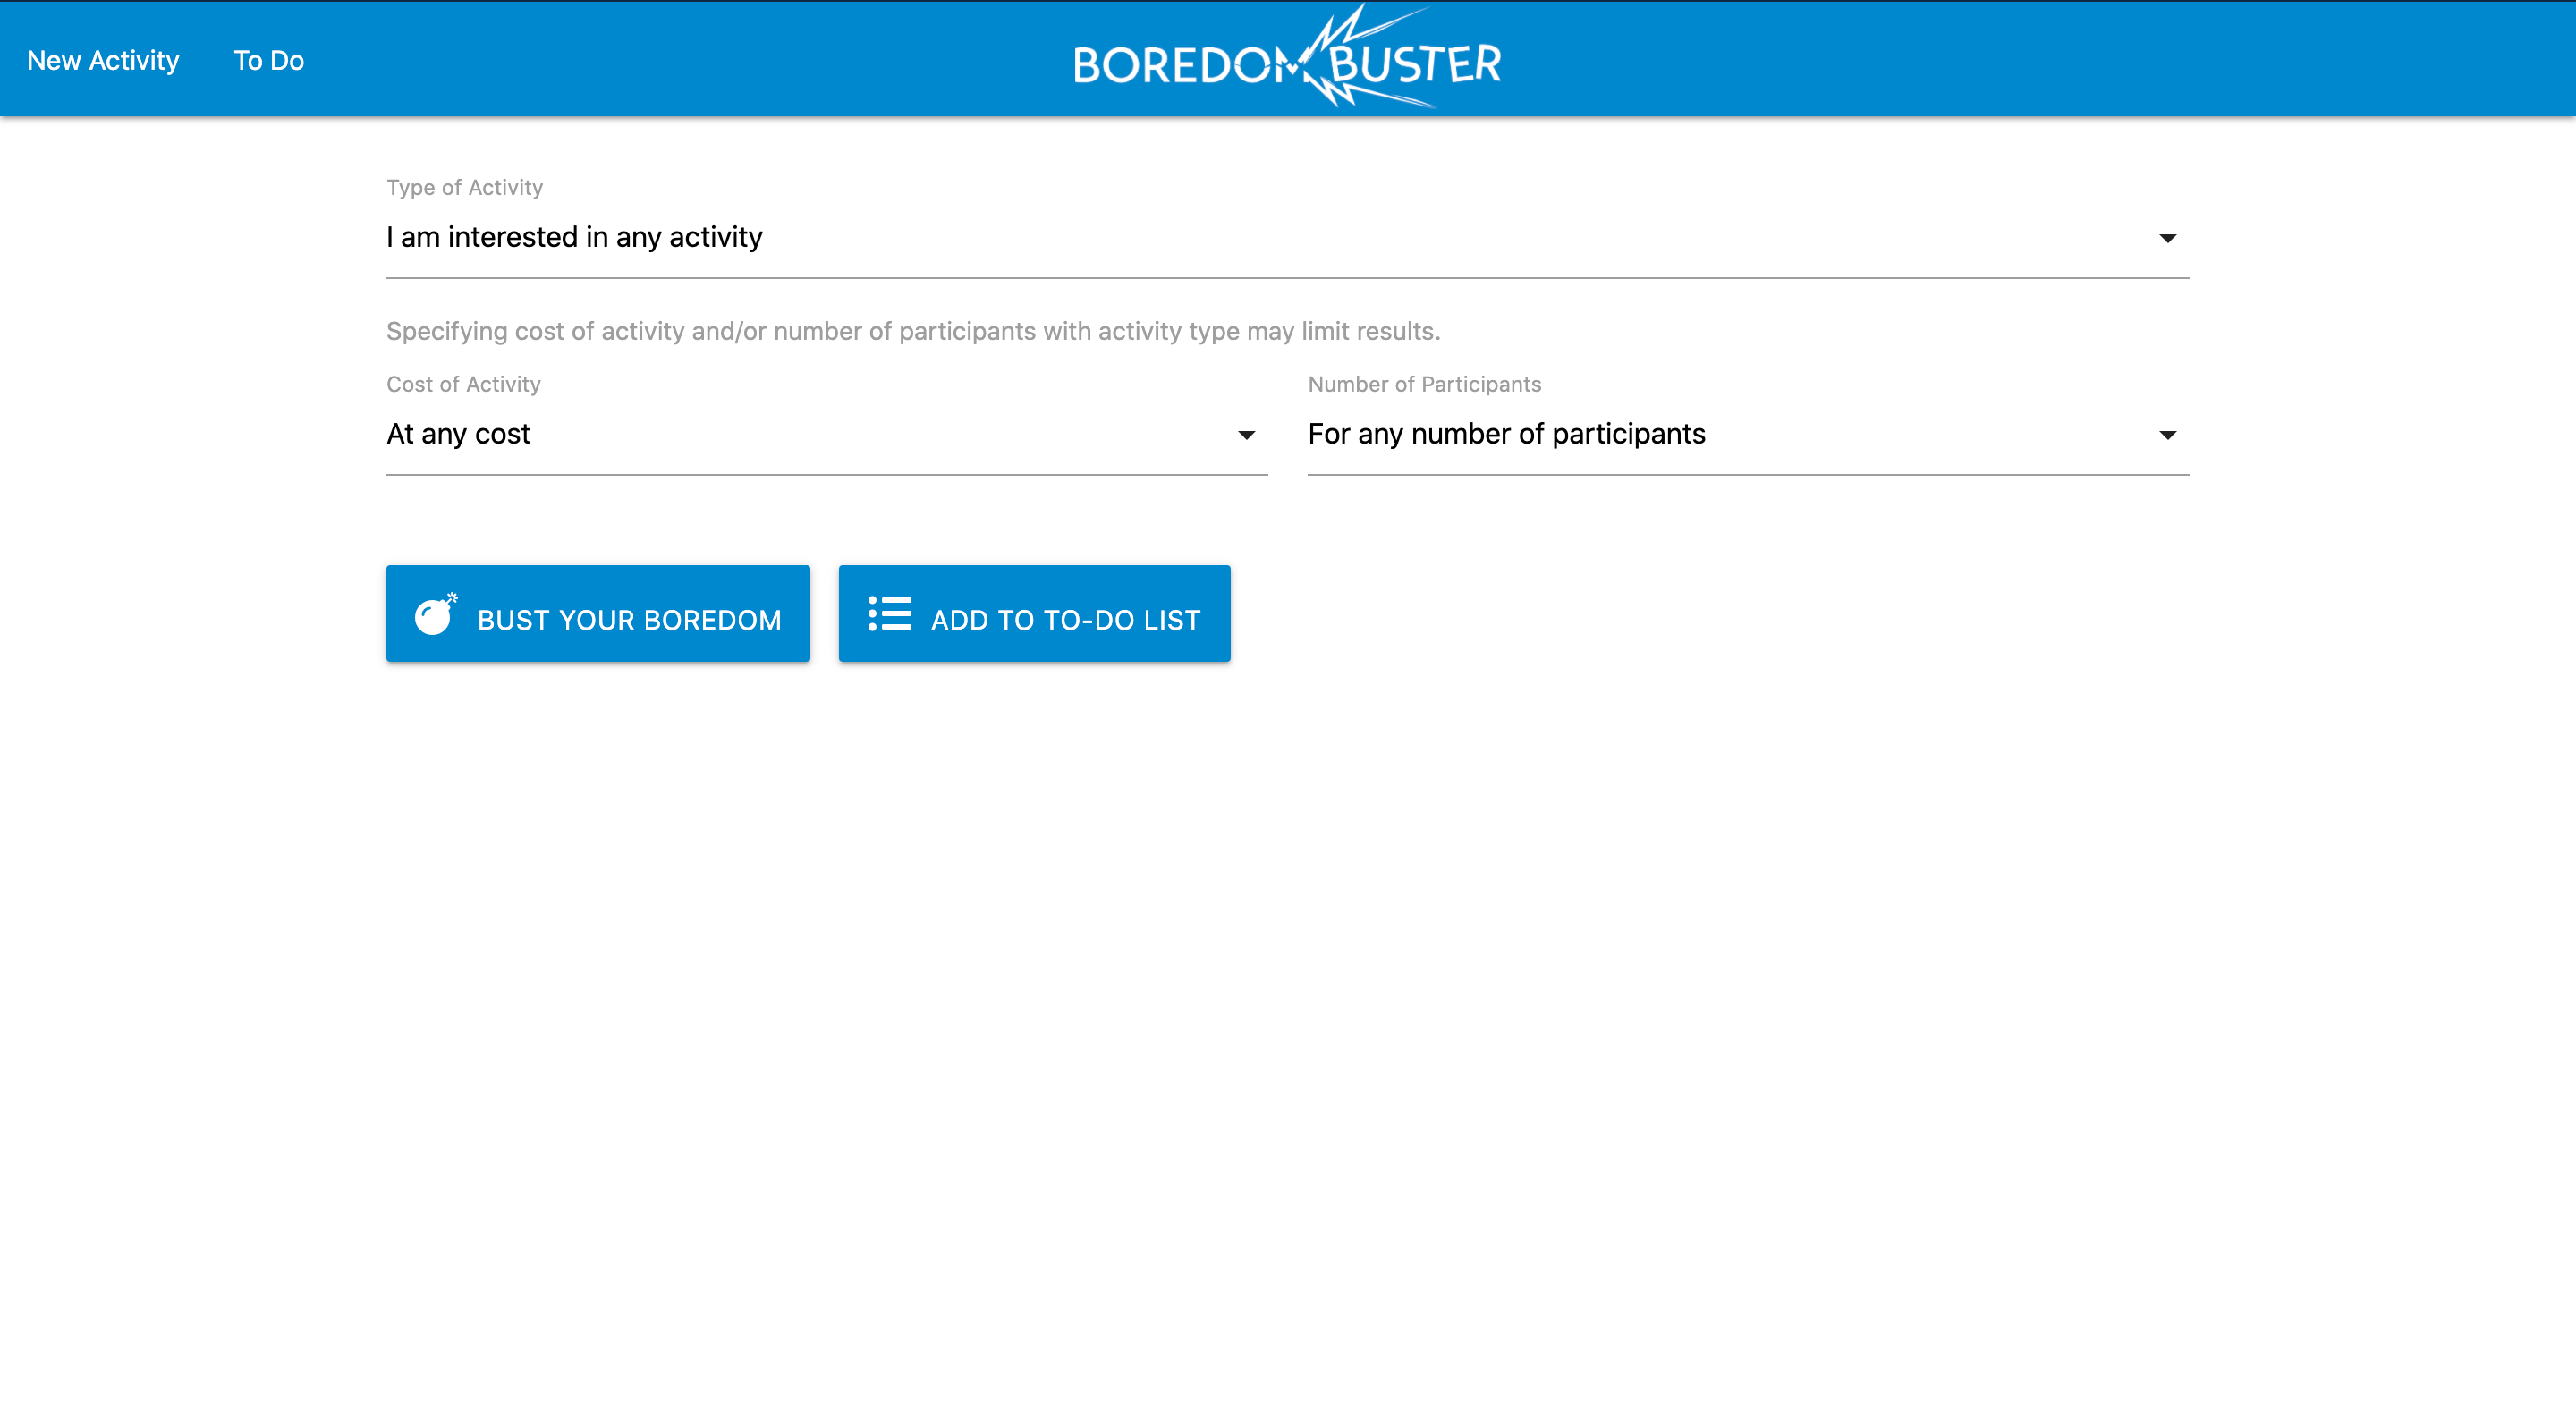 New Activity To Do BOREDOM BUSTER
Type of Activity
I am interested in any activity
Specifying cost of activity and/or number of participants with activity type may limit results.
Cost of Activity Number of Participants
At any cost For any number of participants
BUST YOUR BOREDOM ADD TO TO-DO LIST